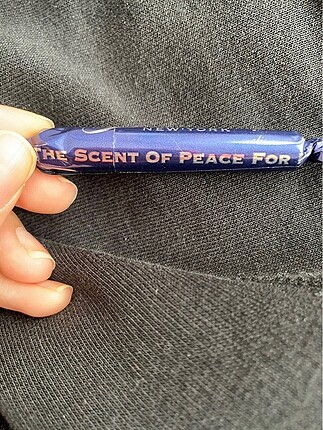 NEW YORK
THE SCENT OF PEACE FOR